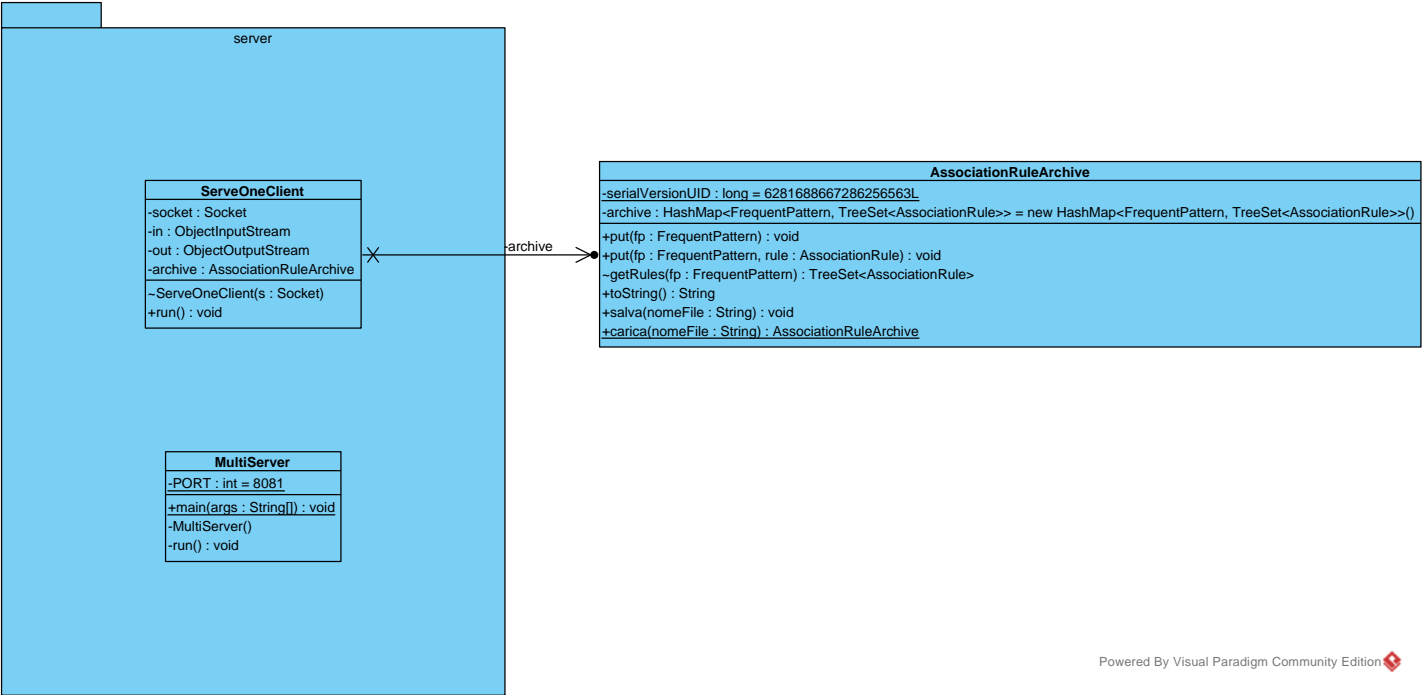 server
ServeOneClient
-socket : Socket
-in : ObjectInputStream
-out : ObjectOutputStream
-archive : AssociationRuleArchive
~ServeOneClient(s : Socket)
+run() : void
-archive
AssociationRuleArchive
-serialVersionUID : long = 6281688667286256563L
-archive : HashMap<FrequentPattern, TreeSet<AssociationRule>> = new HashMap<FrequentPattern, TreeSet<AssociationRule>>()
+put(fp : FrequentPattern) : void
+put(fp : FrequentPattern, rule : AssociationRule) : void
~getRules(fp : FrequentPattern) : TreeSet<AssociationRule>
+toString() : String
+salva(nomeFile : String) : void
+carica(nomeFile : String) : AssociationRuleArchive
MultiServer
-PORT : int = 8081
+main(args : String[]) : void
-MultiServer()
-run() : void
Powered By Visual Paradigm Community Edition